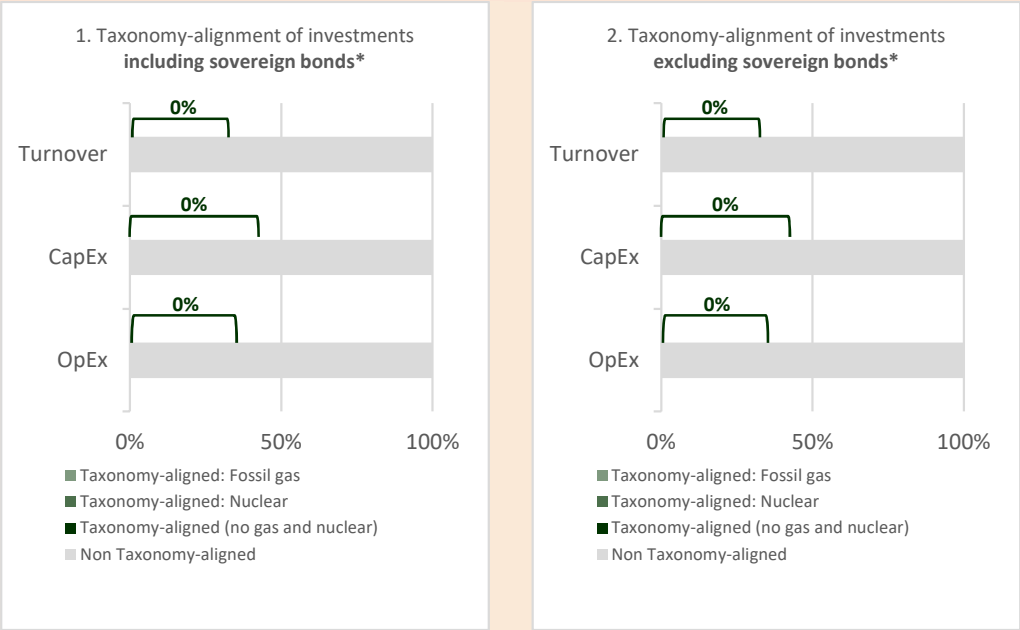 1. Taxonomy-alignment of investments
including sovereign bonds*
0%
Turnover
0%
CapEx
0%
OpEx
0% 50% 100%
Taxonomy-aligned: Fossil gas
Taxonomy-aligned: Nuclear
Taxonomy-aligned (no gas and nuclear)
Non Taxonomy-aligned
2. Taxonomy-alignment of investments
excluding sovereign bonds*
0%
Turnover
0%
CapEx
0%
OpEx
0% 50% 100%
Taxonomy-aligned: Fossil gas
Taxonomy-aligned: Nuclear
Taxonomy-aligned (no gas and nuclear)
Non Taxonomy-aligned